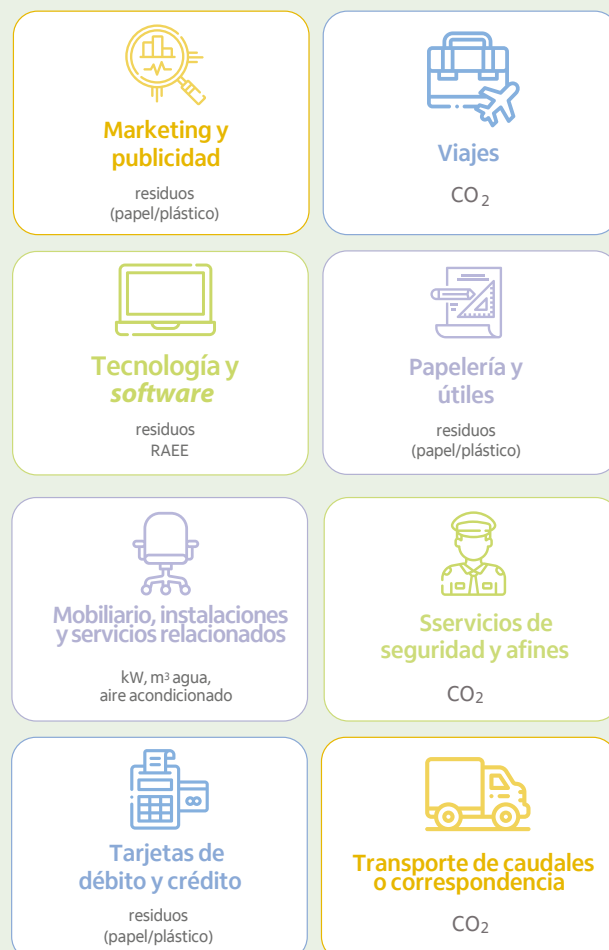 Marketing y
publicidad
residuos
(papel/plástico)
Viajes
CO2
Tecnología y
software
residuos
RAEE
Papelería y
útiles
residuos
(papel/plástico)
Mobiliario, instalaciones
y servicios relacionados
kW, m³ agua,
aire acondicionado
Sservicios de
seguridad y afines
CO2
Tarjetas de
débito y crédito
residuos
(papel/plástico)
Transporte de caudales
o correspondencia
CO2